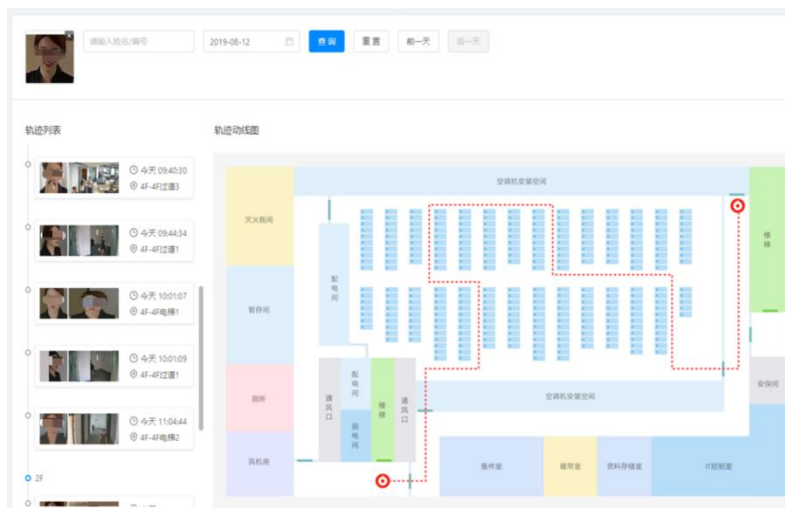 请输入姓名/编号
2019-08-12
查 询
重 置
前一天
后一天
轨迹列表
轨迹动线图
今天 09:40:30
4F-4F过道3
今天 09:44:34
4F-4F过道1
今天 10:01:07
4F-4F电梯1
今天 10:01:09
4F-4F过道1
今天 11:04:44
4F-4F电梯2
2F
空调机安装空间
灭火瓶间
暂存间
厕所
风机房
配电间
通风口
配电间
弱电间
楼梯
通风口
空调机安装空间
楼梯
安保间
备件室
磁带室
资料存储室
IT控制室